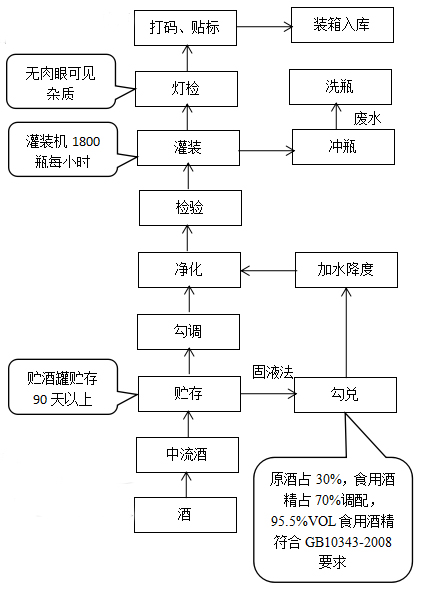 打码、贴标
装箱入库
无肉眼可见
杂质
灯检
洗瓶
废水
灌装机 1800
瓶每小时
灌装
冲瓶
检验
净化
加水降度
勾调
固液法
贮酒罐贮存
90 天以上
贮存
勾兑
中流酒
原酒占 30%，食用酒
精占 70%调配，
95.5%VOL 食用酒精
符合 GB10343-2008
要求
酒